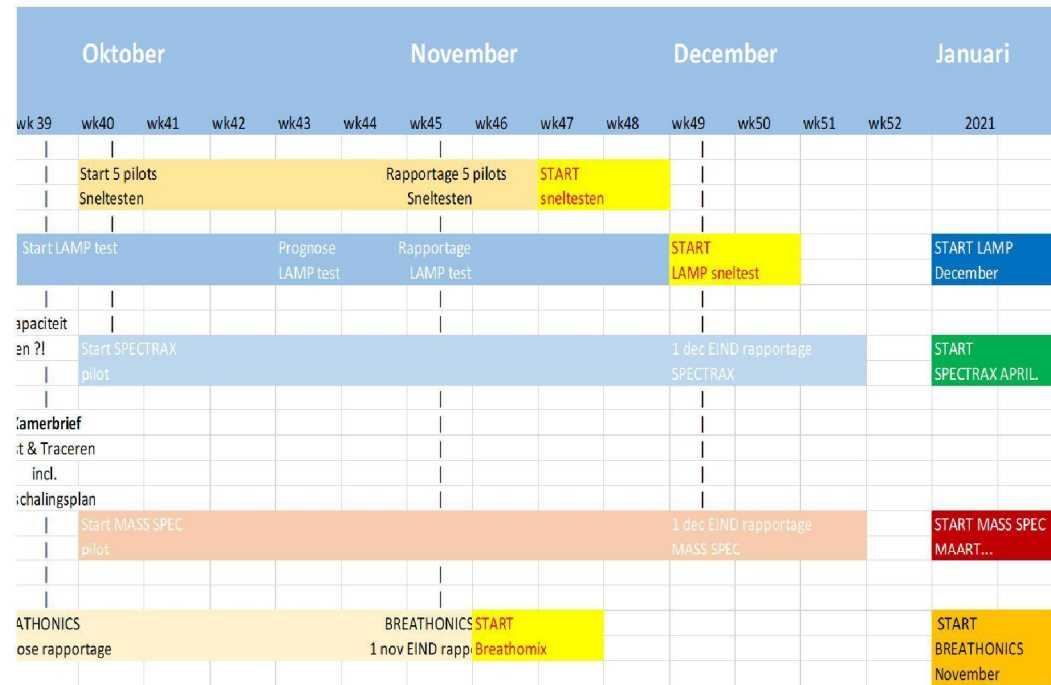 Oktober November December Januari
wk 39 wk40 wk41 wk42 wk43 wk44 wk45 wk46 wk47 wk48 wk49 wk50 wk51 wk52 2021
Start 5 pilots Rapportage 5 pilots START
Sneltesten Sneltesten sneltesten
Start LAMP test Prognose Rapportage START START LAMP
LAMP test LAMP test LAMP sneltest December
apaciteit
en ?! Start SPECTRAX 1 dec EIND rapportage START
pilot SPECTRAX SPECTRAX APRIL.
Kamerbrief
st & Traceren
incl.
schalingsplan
Start MASS SPEC 1 dec EIND rapportage START MASS SPEC
pilot MASS SPEC MAART...
ATHONICS BREATHONICS START START
ose rapportage 1 nov EIND rapp Breathomix BREATHONICS
November